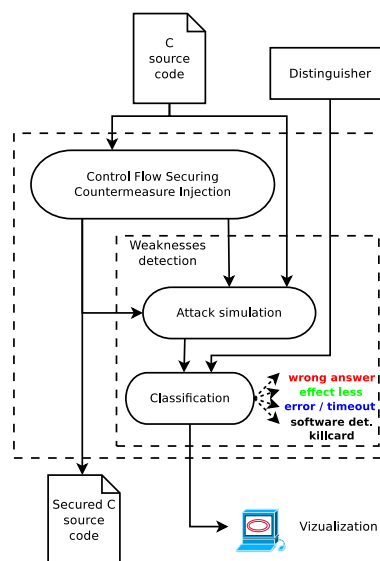 C
source
code
Distinguisher
Control Flow Securing
Countermeasure Injection
Weaknesses
detection
Attack simulation
Classification
wrong answer
effect less
error / timeout
software det.
killcard
Secured C
source
code
Vizualization